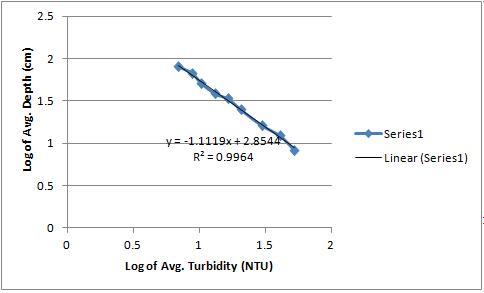 2.5
2
1.5
1
0.5
0
0 0.5 1 1.5 2
Log of Avg. Depth (cm)
Log of Avg. Turbidity (NTU)
y = -1.1119x + 2.8544
R² = 0.9964
Series1
Linear (Series1)